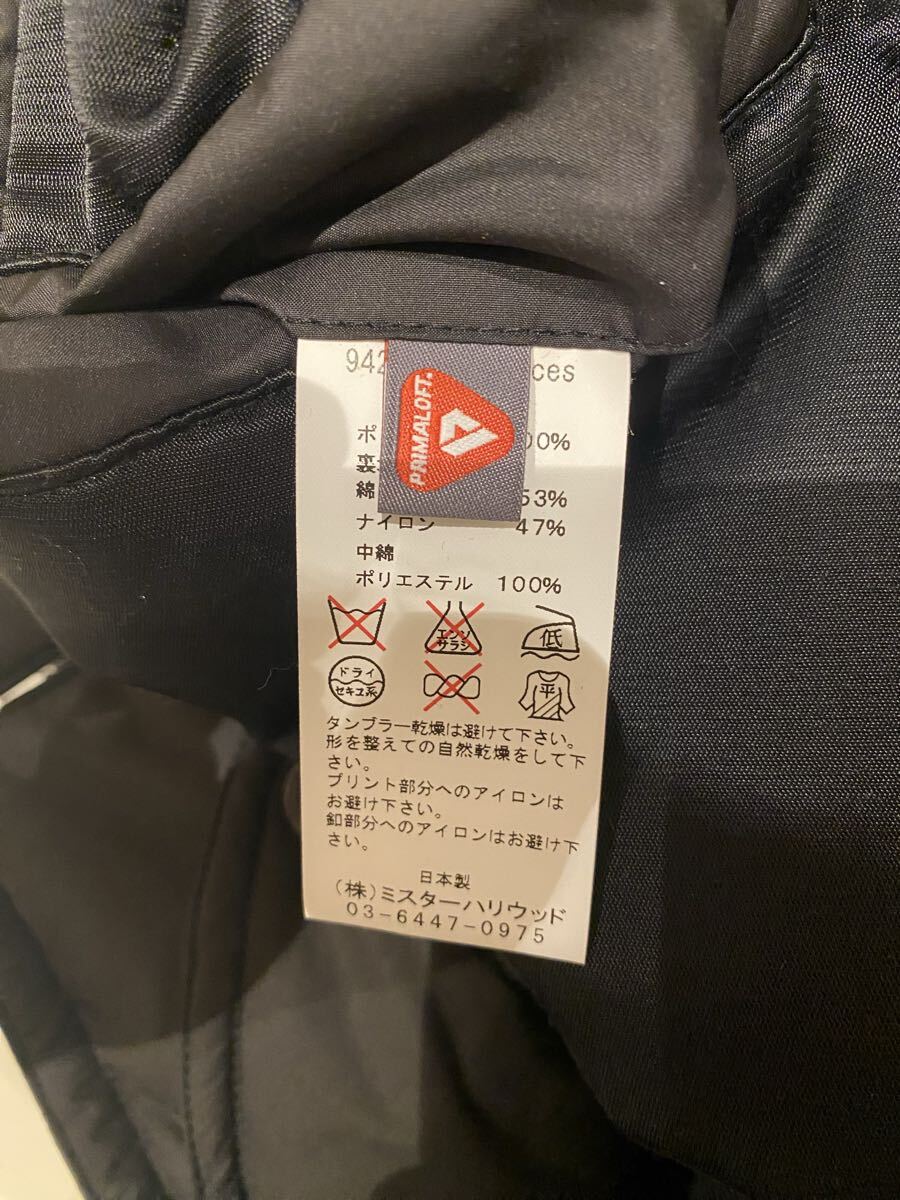 942 ces
PRIMALOFT.
ポ 00%
裏
綿 53%
ナイロン 47%
中綿
ポリエステル 100%
エンソ
サラシ
低
ドライ
セキユ系
平
タンブラー乾燥は避けて下さい。
形を整えての自然乾燥をして下
さい。
プリント部分へのアイロンは
お避け下さい。
釦部分へのアイロンはお避け下
さい。
日本製
(株)ミスターハリウッド
03-6447-0975